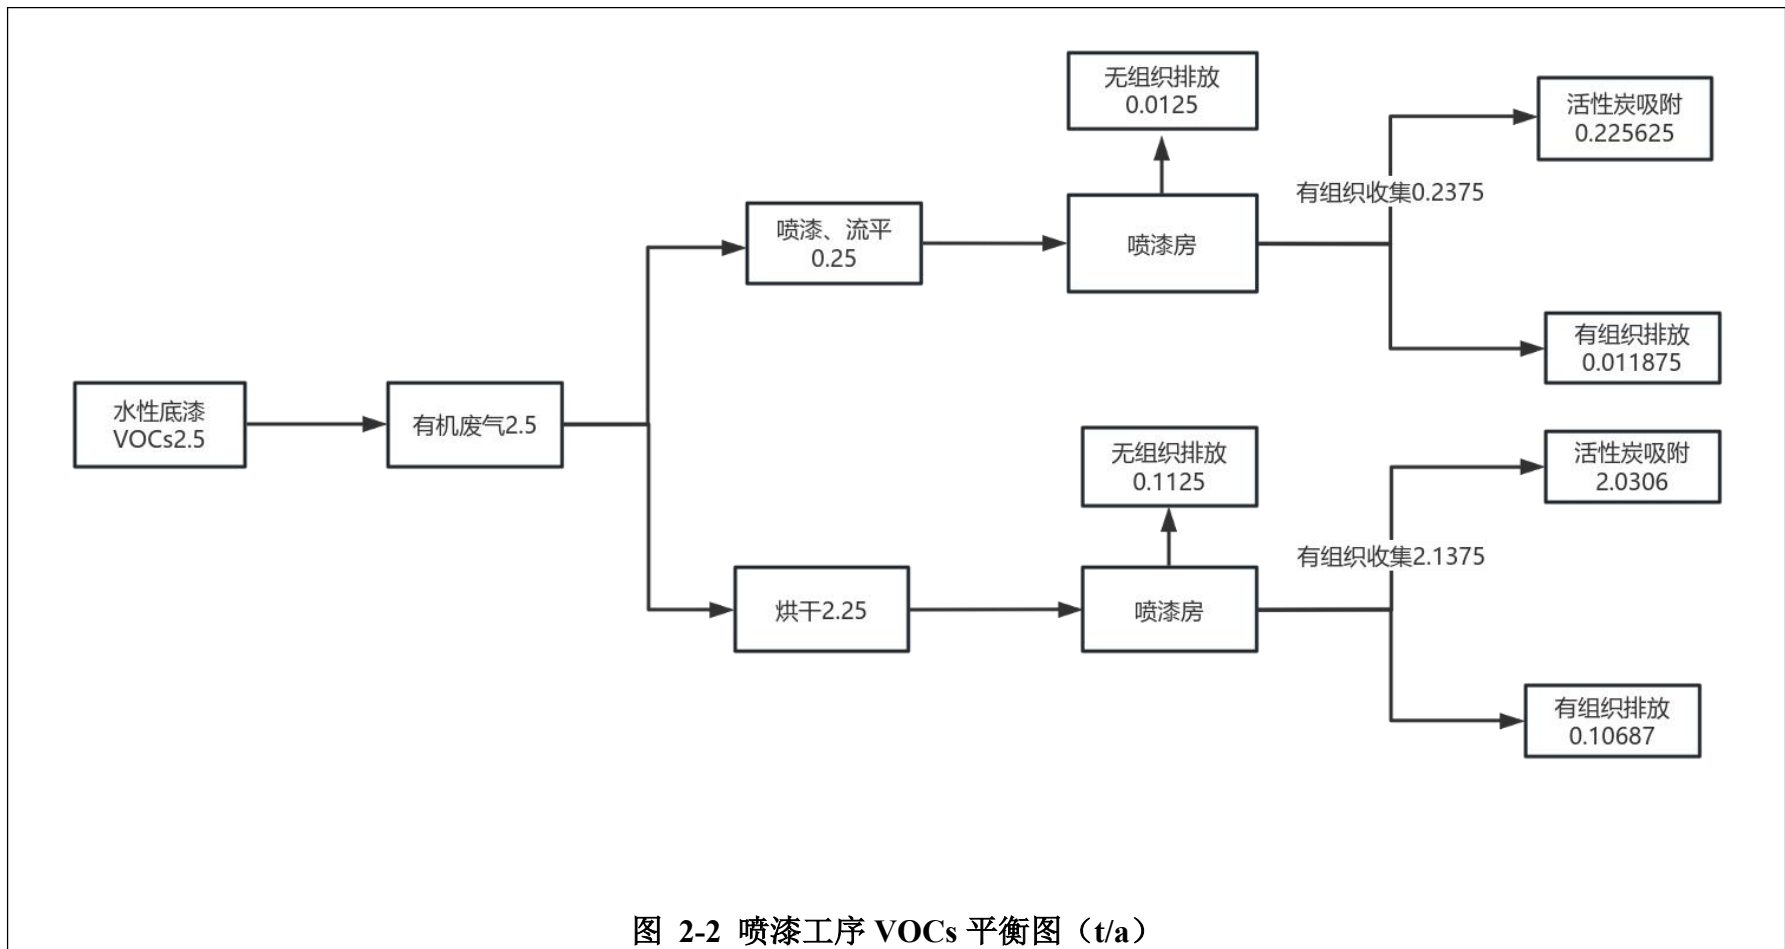 水性底漆
VOCs2.5
有机废气2.5
喷漆、流平
0.25
无组织排放
0.0125
喷漆房
有组织收集0.2375
活性炭吸附
0.225625
有组织排放
0.011875
烘干2.25
无组织排放
0.1125
喷漆房
有组织收集2.1375
活性炭吸附
2.0306
有组织排放
0.10687
图 2-2 喷漆工序 VOCs 平衡图（t/a）